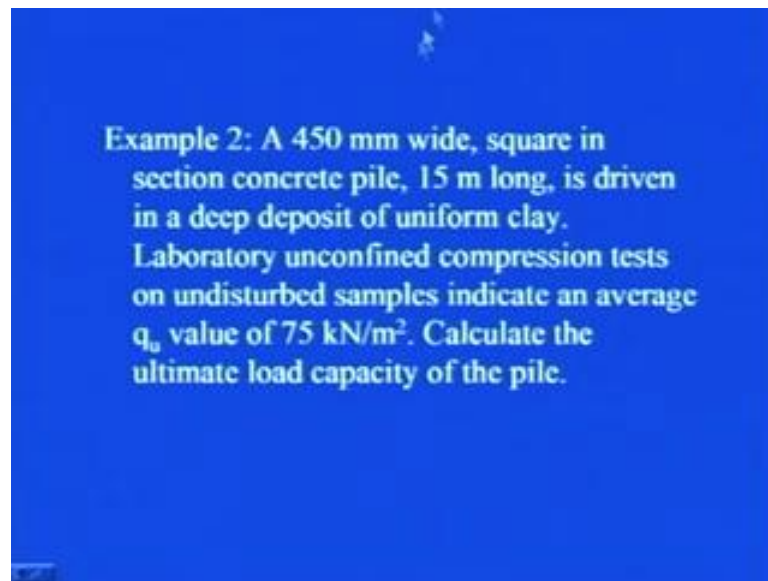 Example 2: A 450 mm wide, square in
section concrete pile, 15 m long, is driven
in a deep deposit of uniform clay.
Laboratory unconfined compression tests
on undisturbed samples indicate an average
qᵤ value of 75 kN/m². Calculate the
ultimate load capacity of the pile.